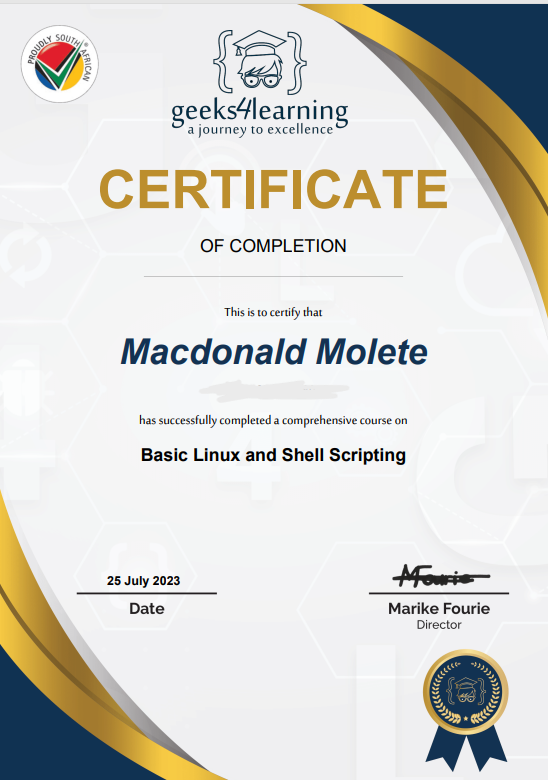 PROUDLY SOUTH AFRICAN
geeks4learning
a journey to excellence
CERTIFICATE
OF COMPLETION
This is to certify that
Macdonald Molete
has successfully completed a comprehensive course on
Basic Linux and Shell Scripting
25 July 2023
Date
MFourie
Marike Fourie
Director